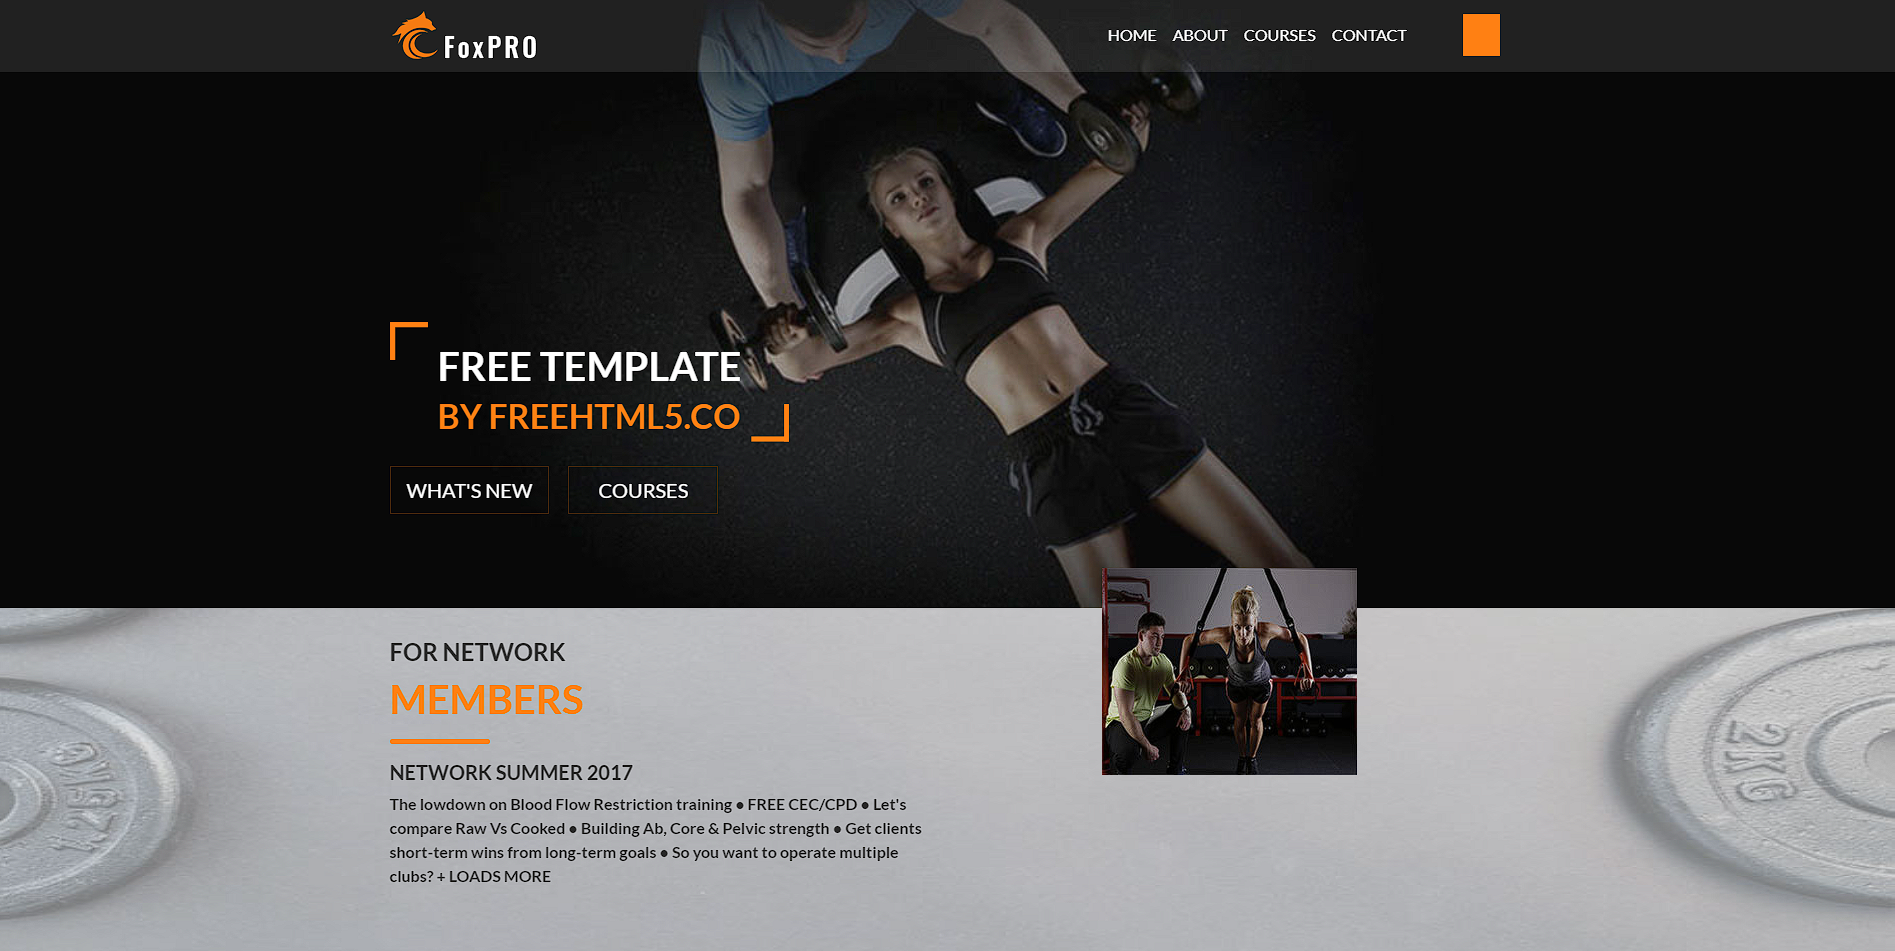 FoxPRO
HOME ABOUT COURSES CONTACT
FREE TEMPLATE
BY FREEHTML5.CO
WHAT'S NEW COURSES
FOR NETWORK
MEMBERS
NETWORK SUMMER 2017
The lowdown on Blood Flow Restriction training ● FREE CEC/CPD ● Let's
compare Raw Vs Cooked ● Building Ab, Core & Pelvic strength ● Get clients
short-term wins from long-term goals ● So you want to operate multiple
clubs? + LOADS MORE
2KG